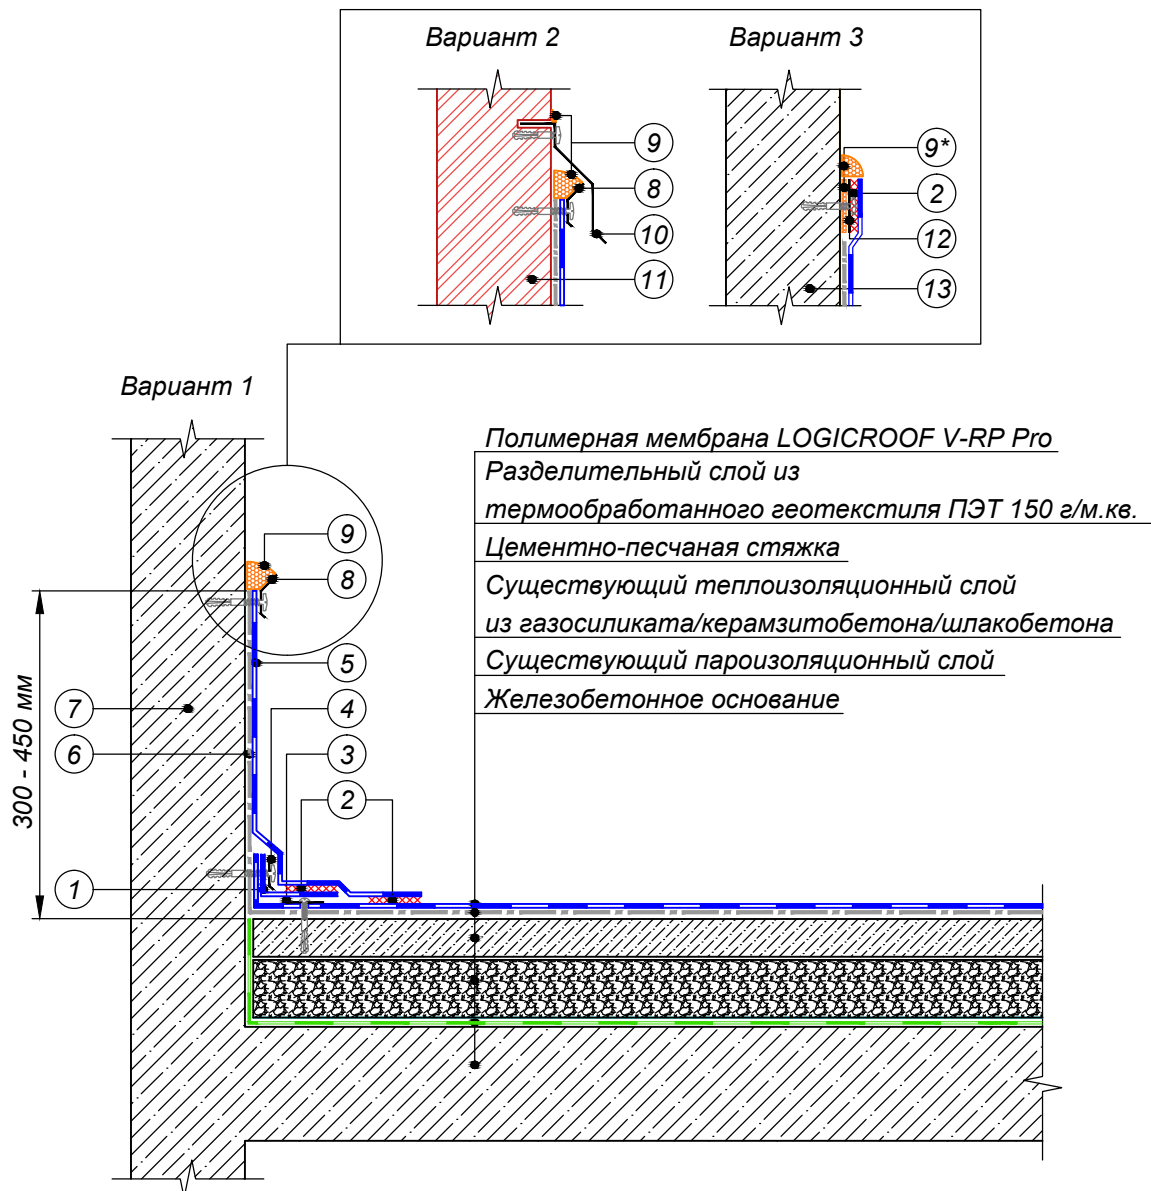 Вариант 2
Вариант 3
9
8
10
11
9*
2
12
13
Вариант 1
Полимерная мембрана LOGICROOF V-RP Pro
Разделительный слой из
термообработанного геотекстиля ПЭТ 150 г/м.кв.
Цементно-песчаная стяжка
Существующий теплоизоляционный слой
из газосиликата/керамзитобетона/шлакобетона
Существующий пароизоляционный слой
Железобетонное основание
9
8
5
4
3
2
7
6
1
300 - 450 мм